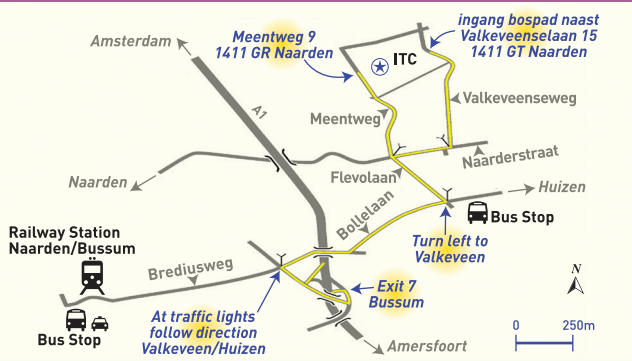 Amsterdam
Meentweg 9
1411 GR Naarden
ingang bospad naast
Valkeveenselaan 15
1411 GT Naarden
ITC
A1
Meentweg
Valkeveenseweg
Naarderstraat
Naarden
Flevolaan
Huizen
Bollelaan
Bus Stop
Railway Station
Naarden/Bussum
Turn left to
Valkeveen
Brediusweg
Exit 7
Bussum
N
At traffic lights
follow direction
Valkeveen/Huizen
Bus Stop
Amersfoort
0 250m